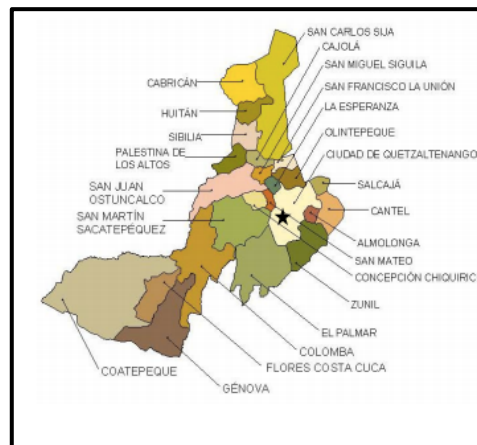 SAN CARLOS SIJA
CAJOLÁ
SAN MIGUEL SIGUILA
SAN FRANCISCO LA UNIÓN
LA ESPERANZA
OLINTEPEQUE
CIUDAD DE QUETZALTENANGO
SALCAJÁ
CANTEL
ALMOLONGA
SAN MATEO
CONCEPCIÓN CHIQUIRIC
ZUNIL
EL PALMAR
COLOMBA
FLORES COSTA CUCA
GÉNOVA
COATEPEQUE
CABRICÁN
HUITÁN
SIBILIA
PALESTINA DE
LOS ALTOS
SAN JUAN
OSTUNCALCO
SAN MARTÍN
SACATEPÉQUEZ